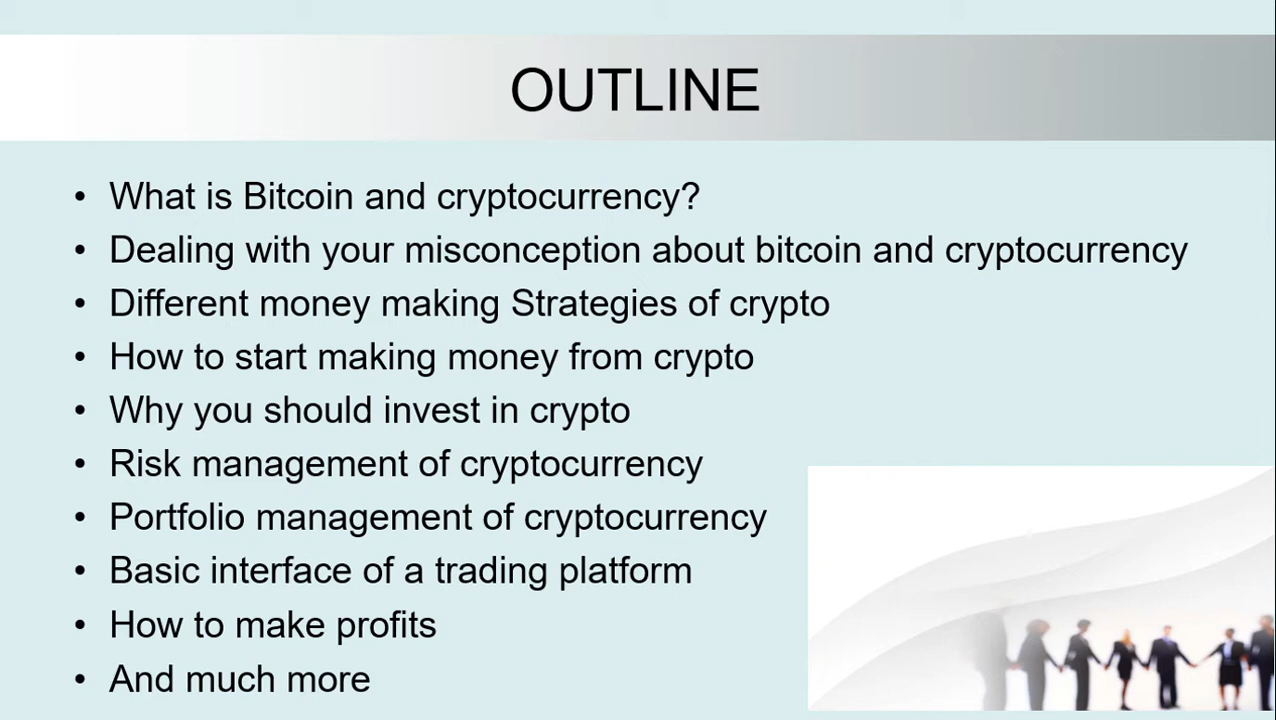 OUTLINE
• What is Bitcoin and cryptocurrency?
• Dealing with your misconception about bitcoin and cryptocurrency
• Different money making Strategies of crypto
• How to start making money from crypto
• Why you should invest in crypto
• Risk management of cryptocurrency
• Portfolio management of cryptocurrency
• Basic interface of a trading platform
• How to make profits
• And much more